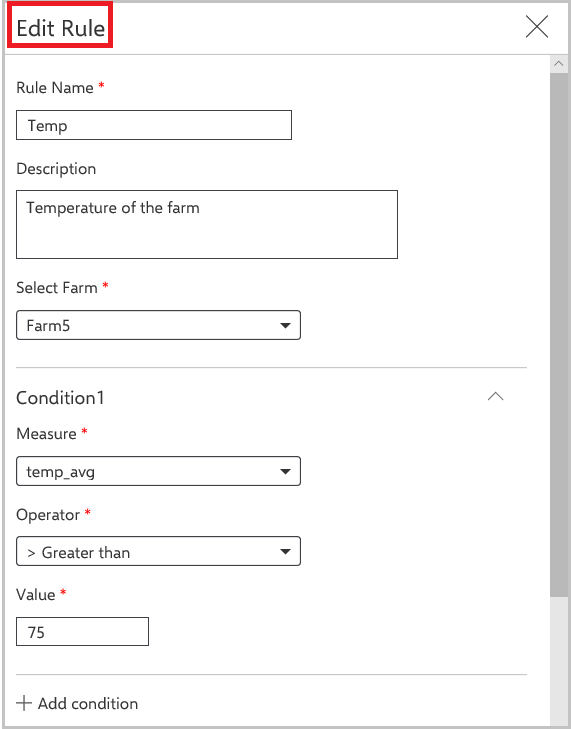 Edit Rule
Rule Name *
Temp
Description
Temperature of the farm
Select Farm *
Farm5
Condition1
Measure *
temp_avg
Operator *
> Greater than
Value *
75
+ Add condition